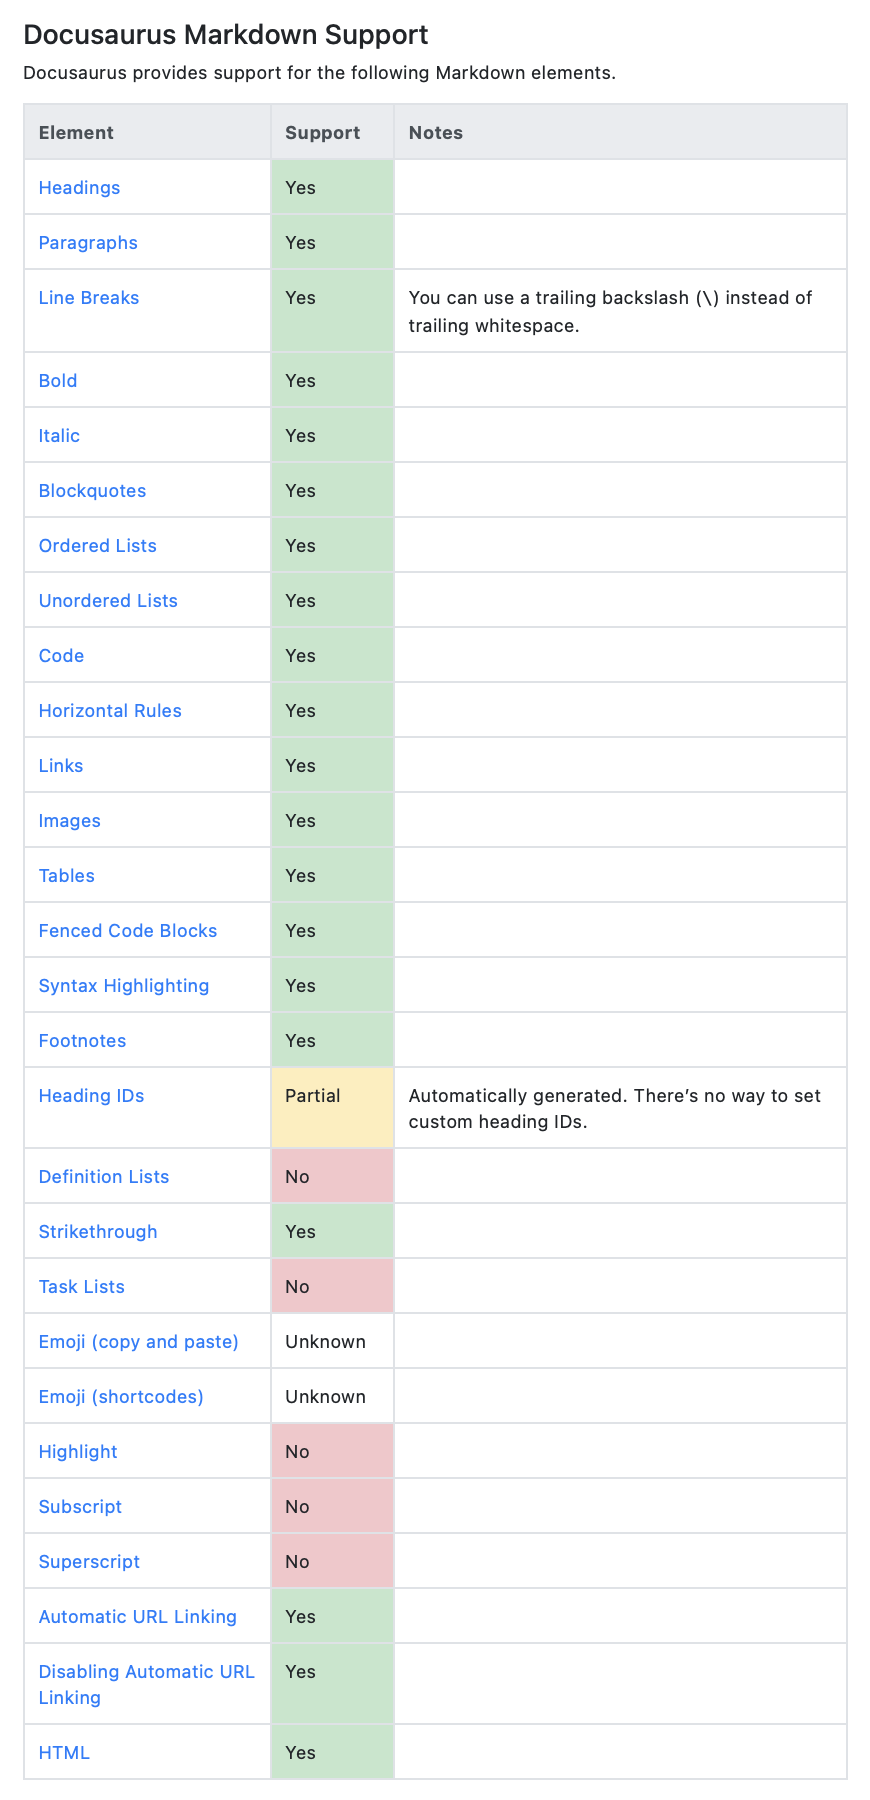 Docusaurus Markdown Support
Docusaurus provides support for the following Markdown elements.
Element Support Notes
Headings Yes
Paragraphs Yes
Line Breaks Yes You can use a trailing backslash (\) instead of
trailing whitespace.
Bold Yes
Italic Yes
Blockquotes Yes
Ordered Lists Yes
Unordered Lists Yes
Code Yes
Horizontal Rules Yes
Links Yes
Images Yes
Tables Yes
Fenced Code Blocks Yes
Syntax Highlighting Yes
Footnotes Yes
Heading IDs Partial Automatically generated. There’s no way to set
custom heading IDs.
Definition Lists No
Strikethrough Yes
Task Lists No
Emoji (copy and paste) Unknown
Emoji (shortcodes) Unknown
Highlight No
Subscript No
Superscript No
Automatic URL Linking Yes
Disabling Automatic URL Yes
Linking
HTML Yes